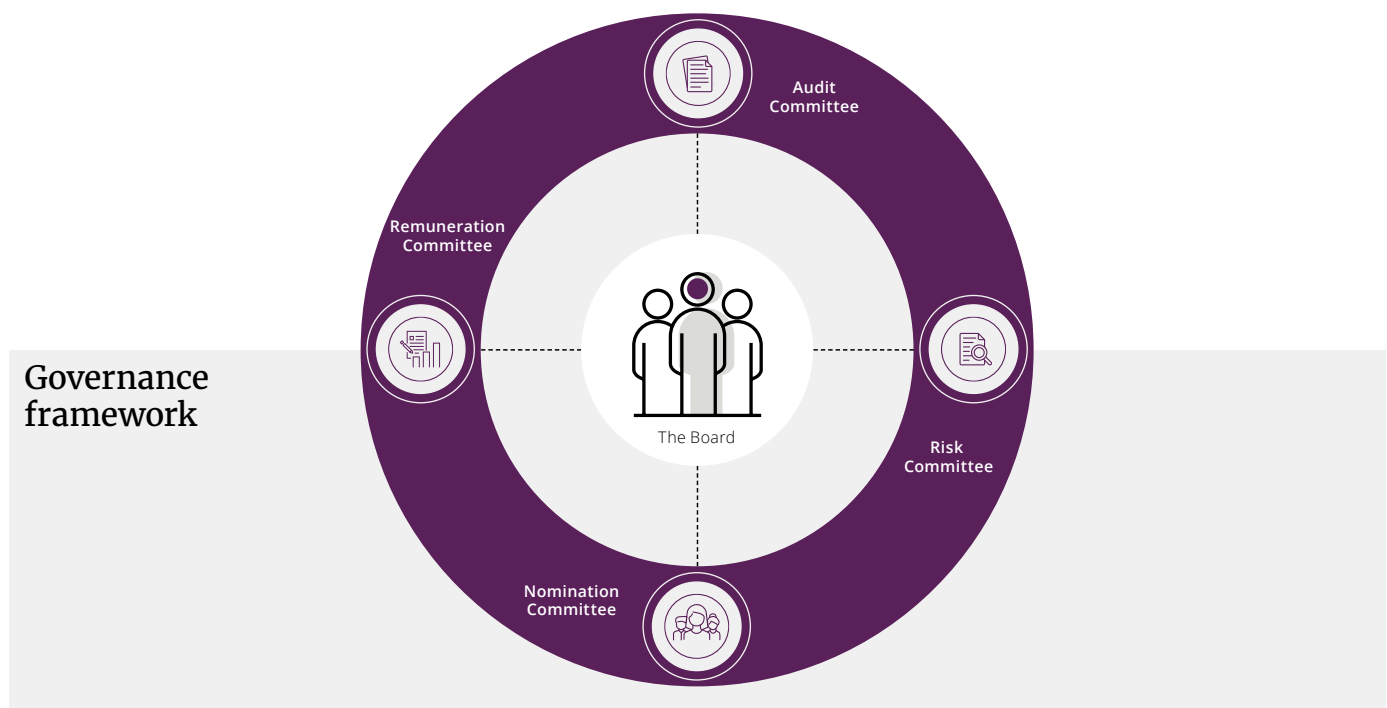 Audit
Committee
Remuneration
Committee
Governance
framework
The Board
Risk
Committee
Nomination
Committee